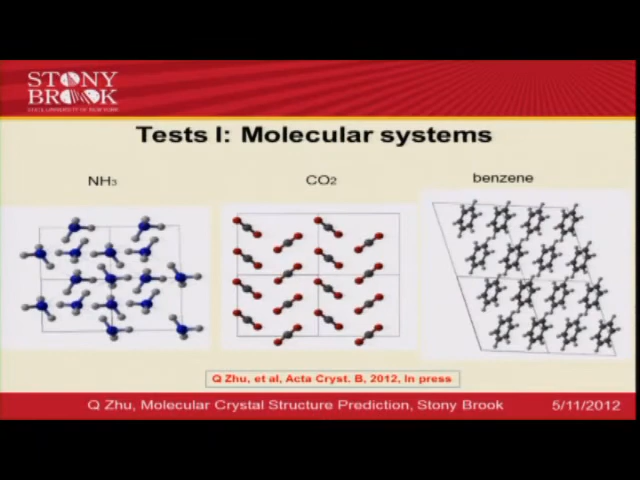 STONY
BROOK
STATE UNIVERSITY OF NEW YORK
Tests I: Molecular systems
NH3
CO2
benzene
Q Zhu, et al, Acta Cryst. B, 2012, In press
Q Zhu, Molecular Crystal Structure Prediction, Stony Brook
5/11/2012